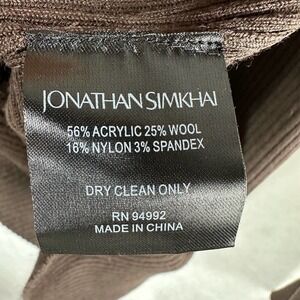 JONATHAN SIMKHAI
56% ACRYLIC 25% WOOL
16% NYLON 3% SPANDEX
DRY CLEAN ONLY
RN 94992
MADE IN CHINA